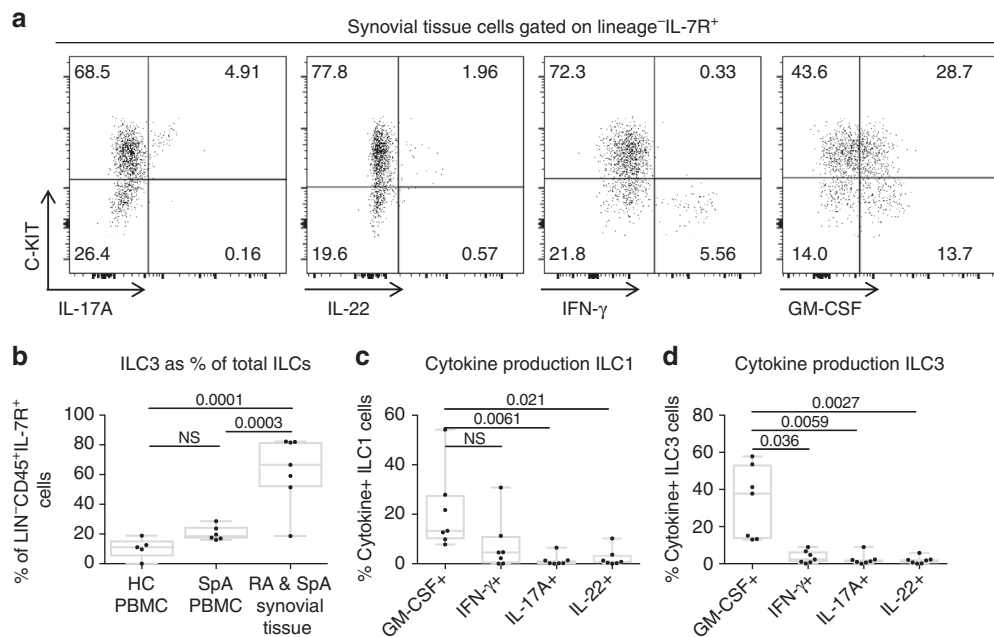 a
Synovial tissue cells gated on lineage⁻IL-7R⁺
68.5 4.91
26.4 0.16
77.8 1.96
19.6 0.57
72.3 0.33
21.8 5.56
43.6 28.7
14.0 13.7
C-KIT
IL-17A
IL-22
IFN-γ
GM-CSF
b
ILC3 as % of total ILCs
0.0001
0.0003
NS
% of LIN⁻CD45⁺IL-7R⁺
cells
100
80
60
40
20
0
HC
PBMC
SpA
PBMC
RA & SpA
synovial
tissue
c
Cytokine production ILC1
0.021
0.0061
NS
% Cytokine+ ILC1 cells
60
40
20
0
GM-CSF+
IFN-γ+
IL-17A+
IL-22+
d
Cytokine production ILC3
0.0027
0.0059
0.036
% Cytokine+ ILC3 cells
80
60
40
20
0
GM-CSF+
IFN-γ+
IL-17A+
IL-22+